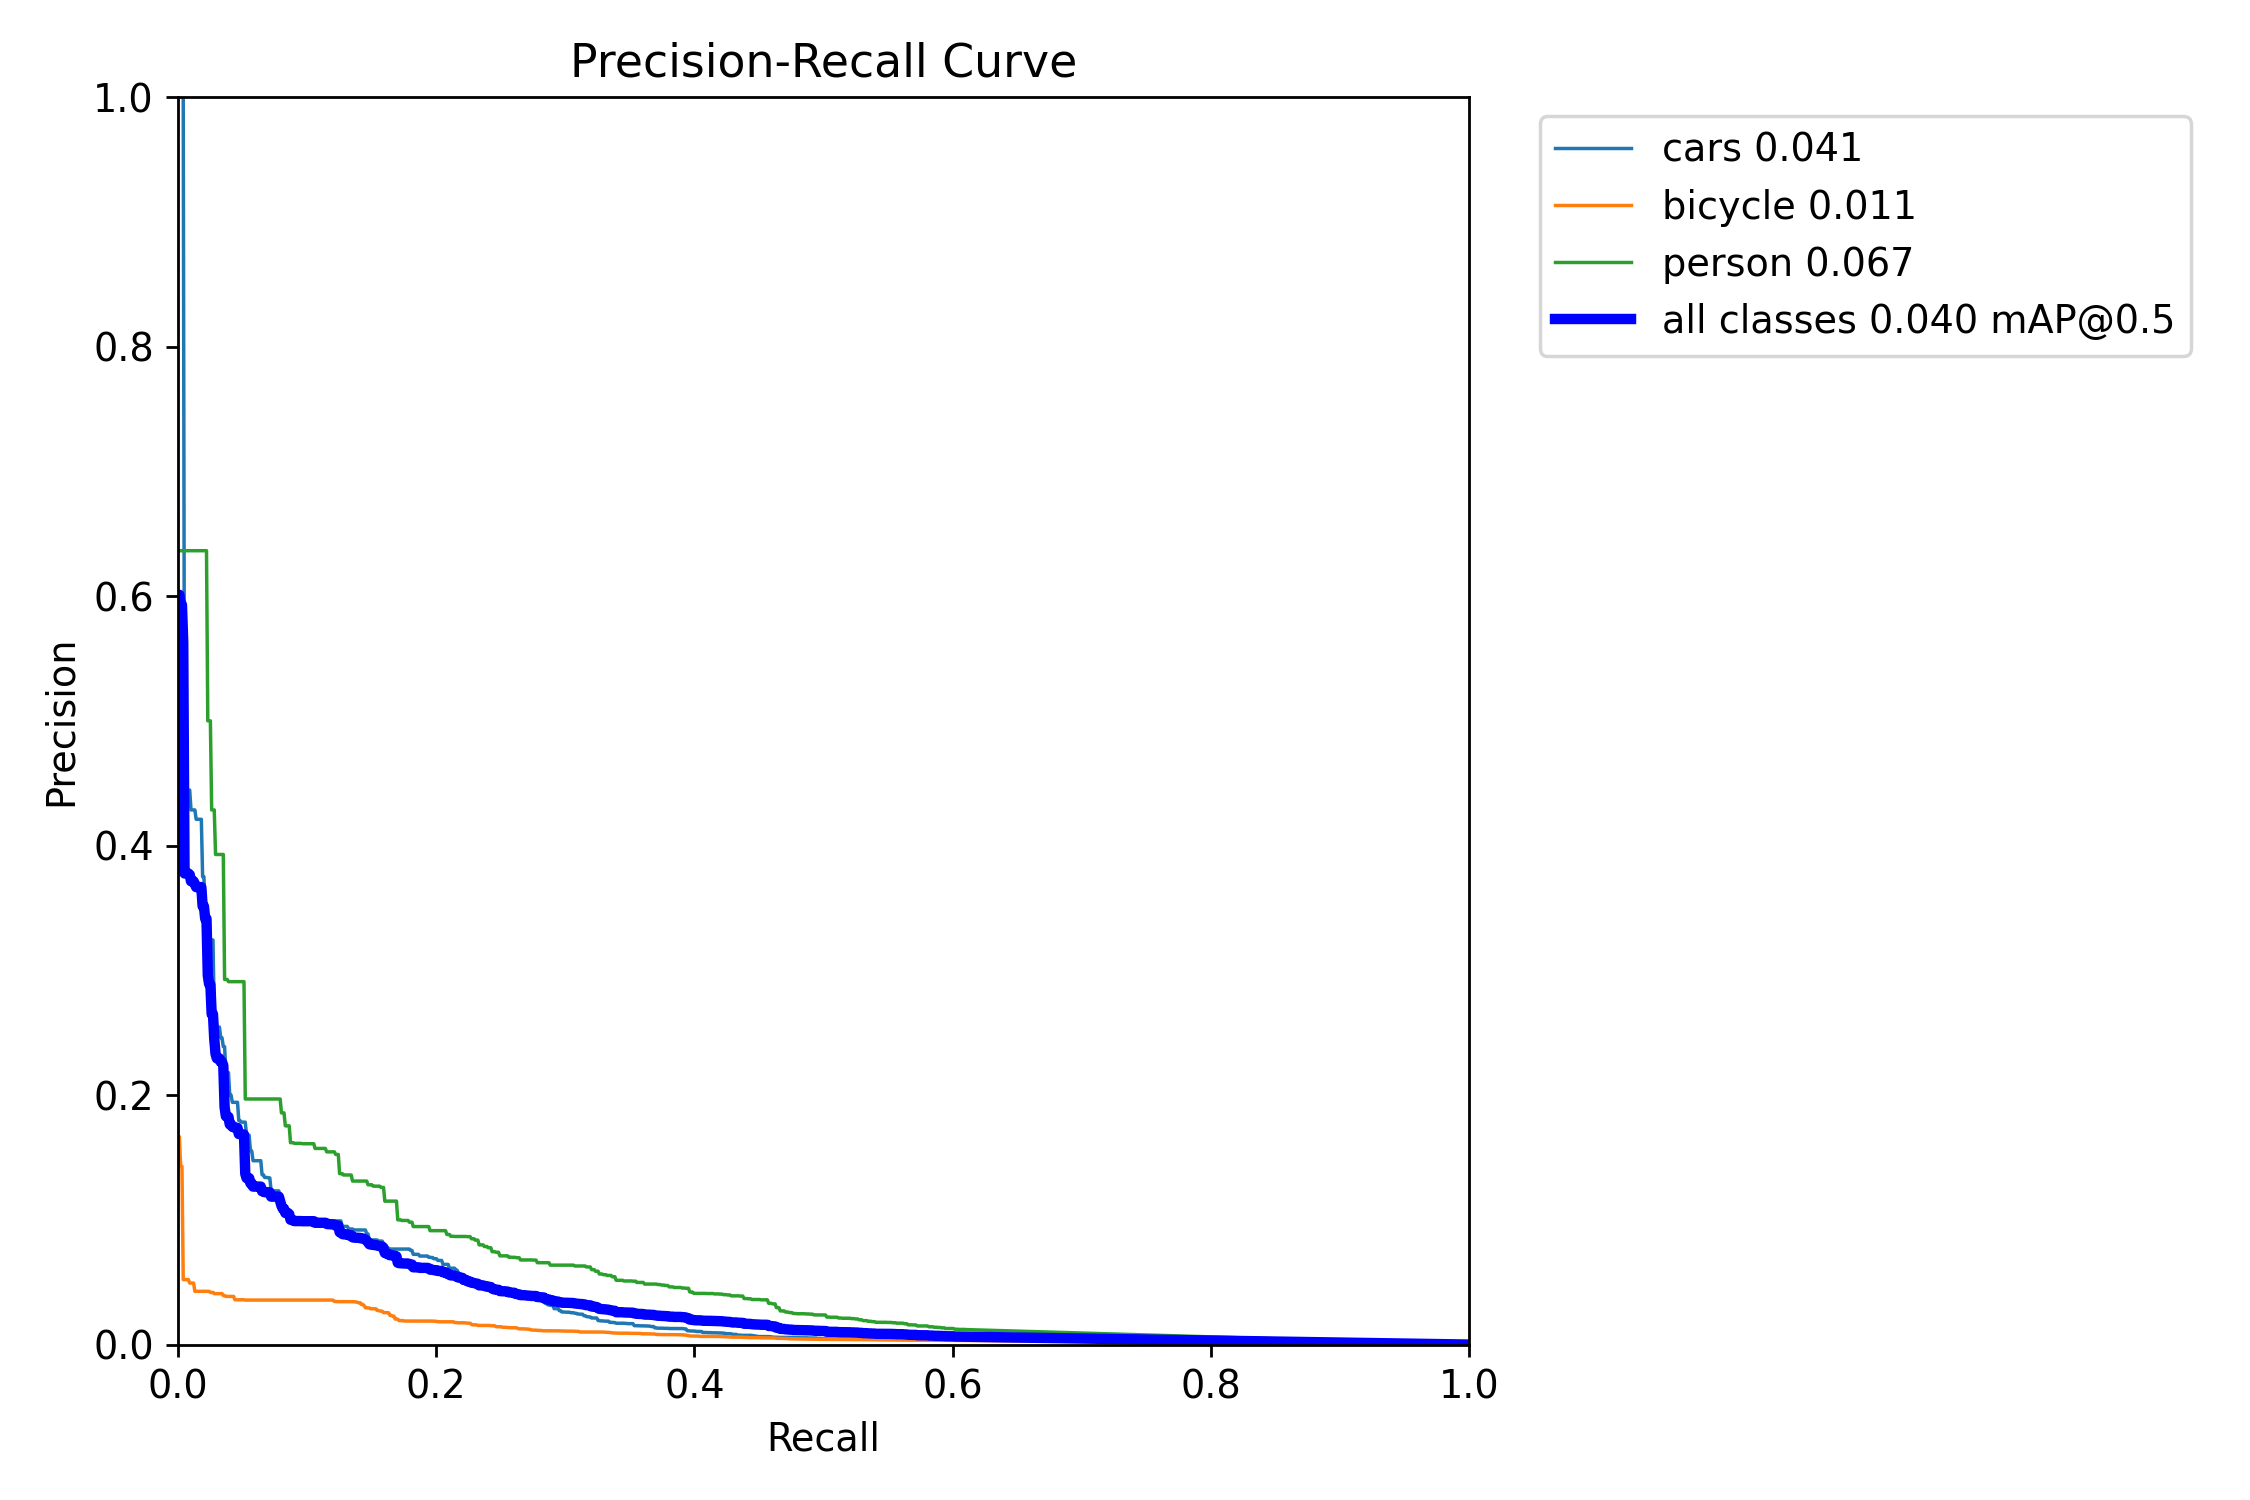 Precision-Recall Curve
1.0
0.8
0.6
0.4
0.2
0.0
Precision
0.0 0.2 0.4 0.6 0.8 1.0
Recall
cars 0.041
bicycle 0.011
person 0.067
all classes 0.040 mAP@0.5